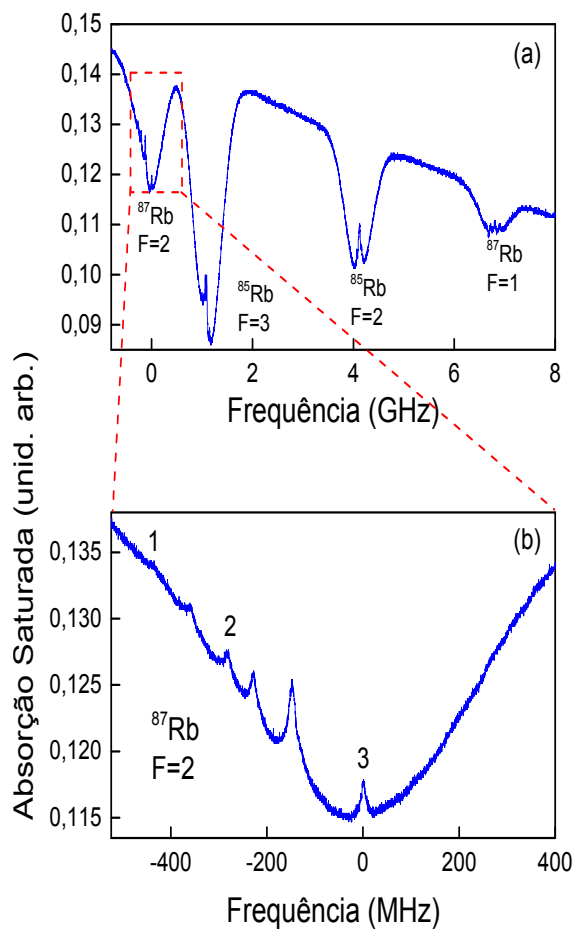 Absorção Saturada (unid. arb.)
0,15
0,14
0,13
0,12
0,11
0,10
0,09
(a)
⁸⁷Rb
F=2
⁸⁵Rb
F=3
⁸⁵Rb
F=2
⁸⁷Rb
F=1
0 2 4 6 8
Frequência (GHz)
0,135
0,130
0,125
0,120
0,115
(b)
1
2
3
⁸⁷Rb
F=2
-400 -200 0 200 400
Frequência (MHz)